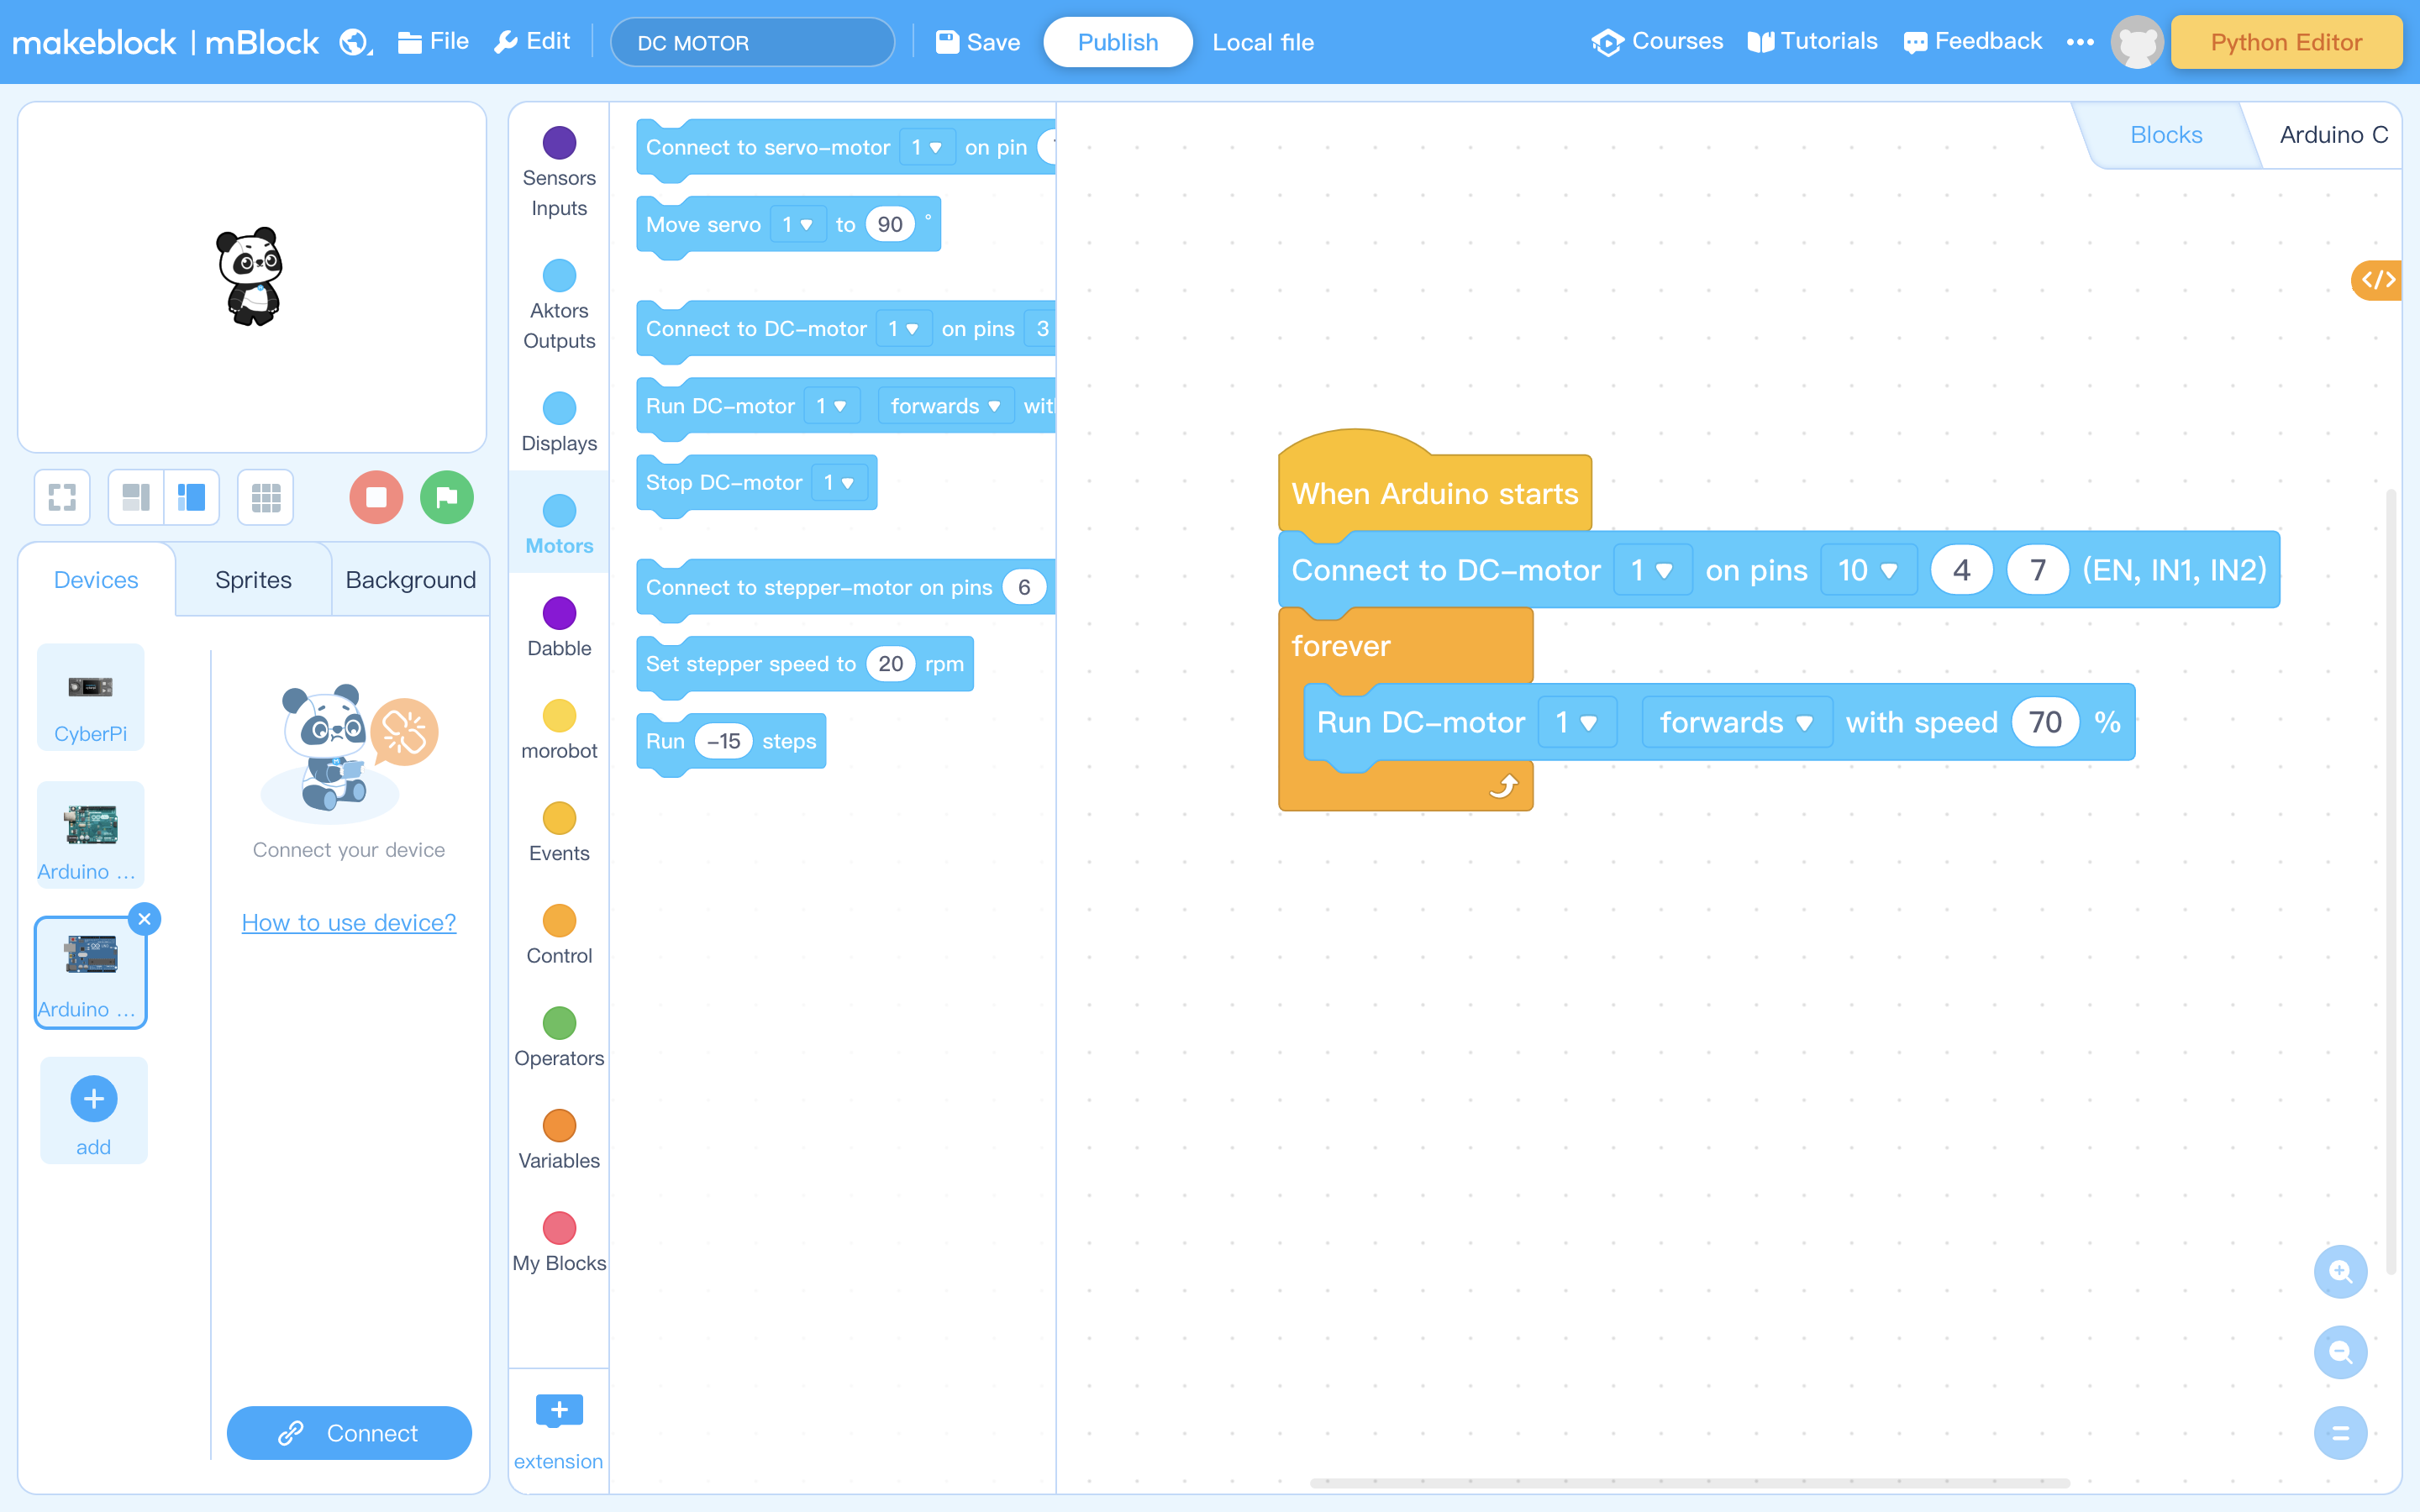 makeblock | mBlock File Edit DC MOTOR Save Publish Local file Courses Tutorials Feedback Python Editor
Devices Sprites Background
CyberPi
Arduino ...
Arduino ...
add
Connect your device
How to use device?
Connect
Sensors
Inputs
Aktors
Outputs
Displays
Motors
Dabble
morobot
Events
Control
Operators
Variables
My Blocks
extension
Connect to servo-motor 1 on pin
Move servo 1 to 90 °
Connect to DC-motor 1 on pins 3
Run DC-motor 1 forwards with
Stop DC-motor 1
Connect to stepper-motor on pins 6
Set stepper speed to 20 rpm
Run -15 steps
Blocks Arduino C
</>
When Arduino starts
Connect to DC-motor 1 on pins 10 4 7 (EN, IN1, IN2)
forever
Run DC-motor 1 forwards with speed 70 %